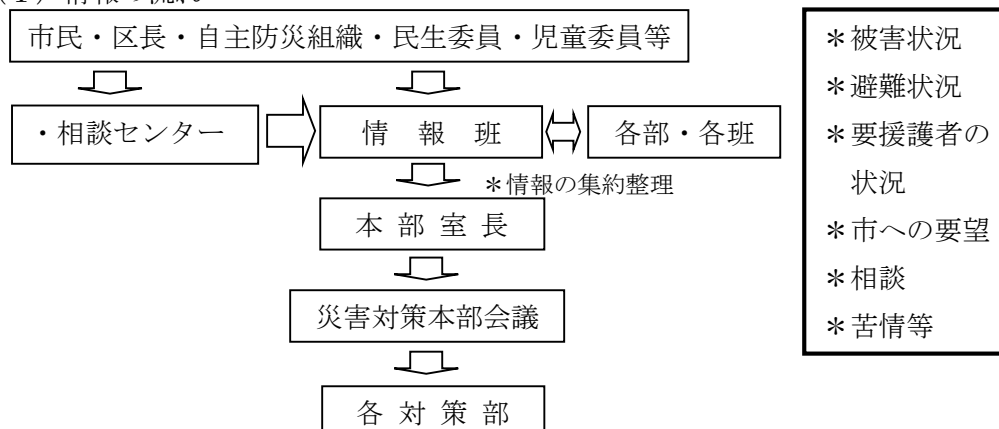 市民・区長・自主防災組織・民生委員・児童委員等
・相談センター
情 報 班
各部・各班
＊情報の集約整理
本 部 室 長
災害対策本部会議
各 対 策 部
＊被害状況
＊避難状況
＊要援護者の
状況
＊市への要望
＊相談
＊苦情等